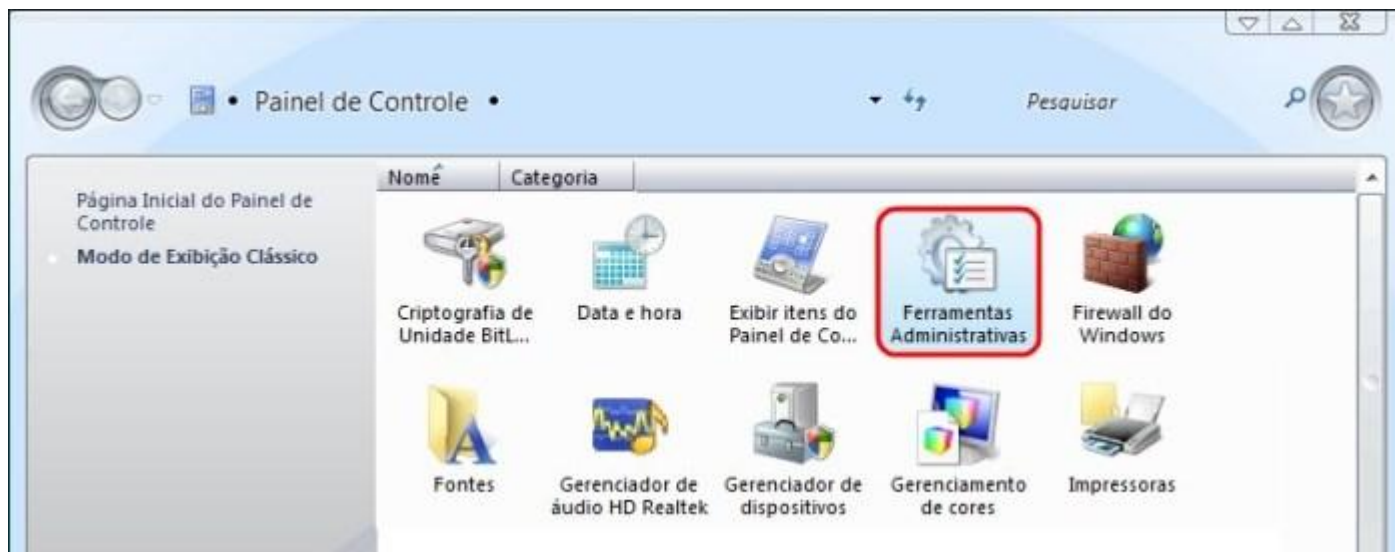 • Painel de Controle •
Pesquisar
Página Inicial do Painel de
Controle
Modo de Exibição Clássico
Nome
Categoria
Criptografia de
Unidade BitL...
Data e hora
Exibir itens do
Painel de Co...
Ferramentas
Administrativas
Firewall do
Windows
Fontes
Gerenciador de
áudio HD Realtek
Gerenciador de
dispositivos
Gerenciamento
de cores
Impressoras